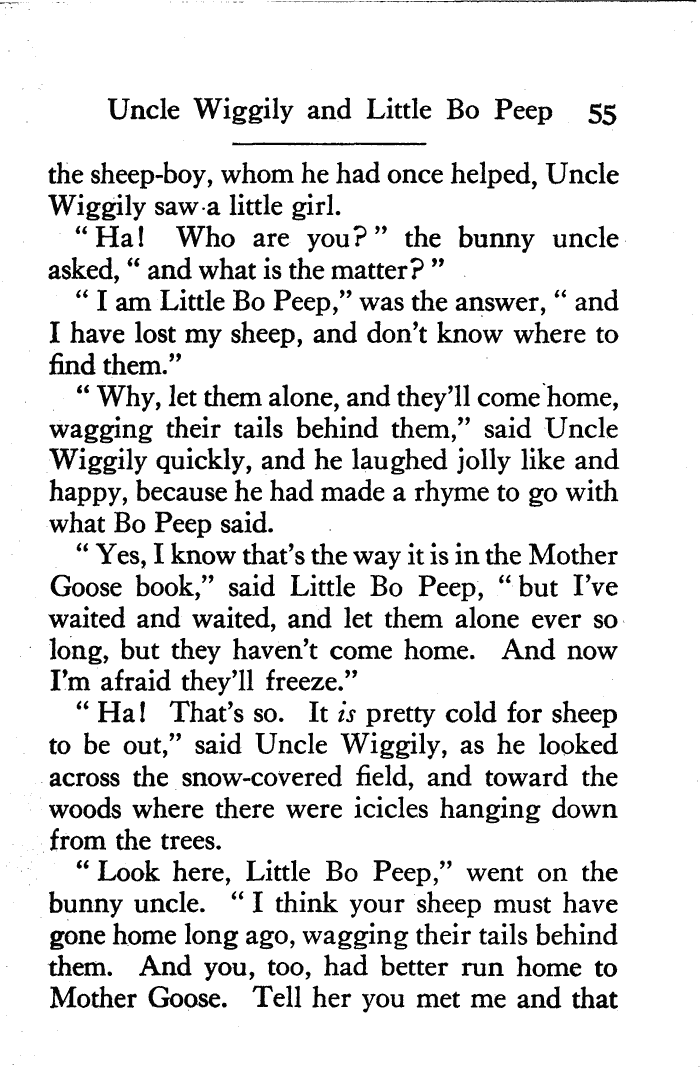 Uncle Wiggily and Little Bo Peep 55
the sheep-boy, whom he had once helped, Uncle
Wiggily saw a little girl.
“ Ha! Who are you? ” the bunny uncle
asked, “ and what is the matter? ”
“ I am Little Bo Peep,” was the answer, “ and
I have lost my sheep, and don’t know where to
find them.”
“ Why, let them alone, and they’ll come home,
wagging their tails behind them,” said Uncle
Wiggily quickly, and he laughed jolly like and
happy, because he had made a rhyme to go with
what Bo Peep said.
“ Yes, I know that’s the way it is in the Mother
Goose book,” said Little Bo Peep, “ but I’ve
waited and waited, and let them alone ever so
long, but they haven’t come home. And now
I’m afraid they’ll freeze.”
“ Ha! That’s so. It is pretty cold for sheep
to be out,” said Uncle Wiggily, as he looked
across the snow-covered field, and toward the
woods where there were icicles hanging down
from the trees.
“ Look here, Little Bo Peep,” went on the
bunny uncle. “ I think your sheep must have
gone home long ago, wagging their tails behind
them. And you, too, had better run home to
Mother Goose. Tell her you met me and that